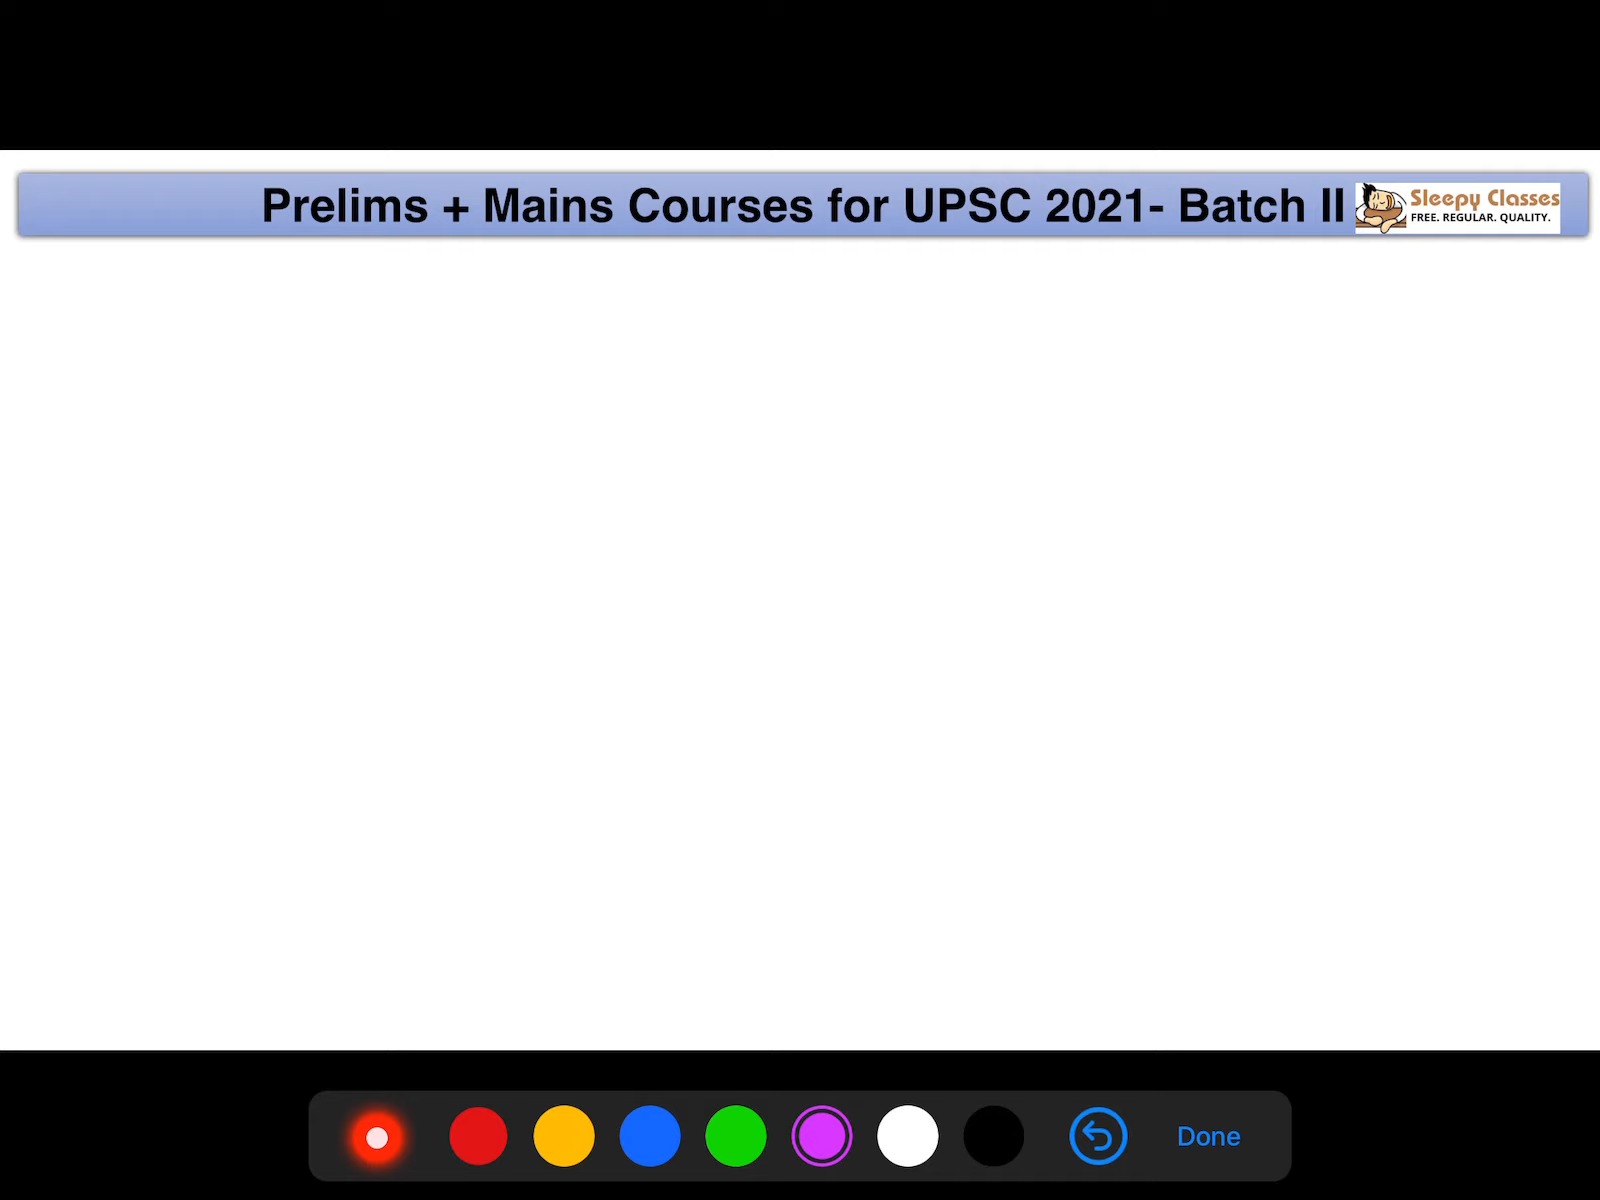 Prelims + Mains Courses for UPSC 2021- Batch II
Sleepy Classes
FREE. REGULAR. QUALITY.
Done